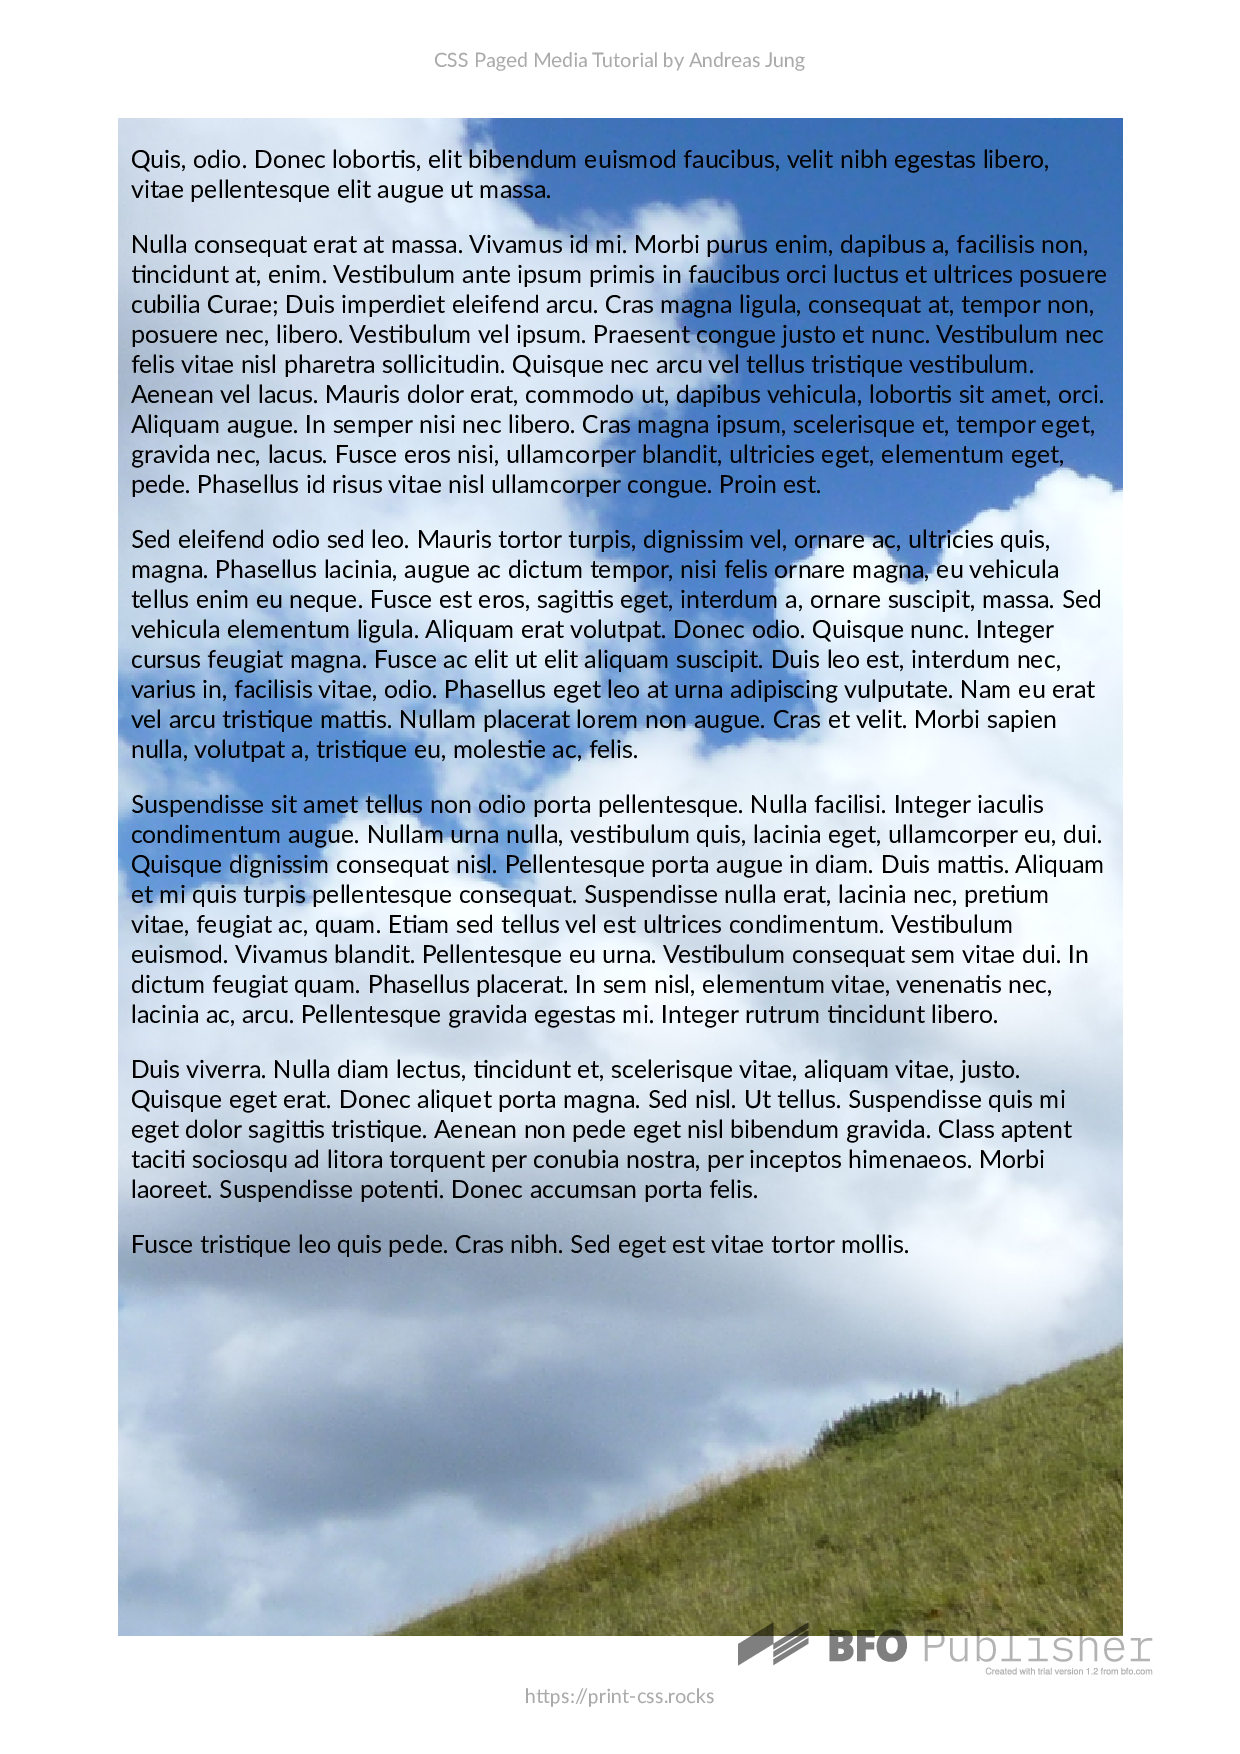 CSS Paged Media Tutorial by Andreas Jung
Quis, odio. Donec lobortis, elit bibendum euismod faucibus, velit nibh egestas libero,
vitae pellentesque elit augue ut massa.
Nulla consequat erat at massa. Vivamus id mi. Morbi purus enim, dapibus a, facilisis non,
tincidunt at, enim. Vestibulum ante ipsum primis in faucibus orci luctus et ultrices posuere
cubilia Curae; Duis imperdiet eleifend arcu. Cras magna ligula, consequat at, tempor non,
posuere nec, libero. Vestibulum vel ipsum. Praesent congue justo et nunc. Vestibulum nec
felis vitae nisl pharetra sollicitudin. Quisque nec arcu vel tellus tristique vestibulum.
Aenean vel lacus. Mauris dolor erat, commodo ut, dapibus vehicula, lobortis sit amet, orci.
Aliquam augue. In semper nisi nec libero. Cras magna ipsum, scelerisque et, tempor eget,
gravida nec, lacus. Fusce eros nisi, ullamcorper blandit, ultricies eget, elementum eget,
pede. Phasellus id risus vitae nisl ullamcorper congue. Proin est.
Sed eleifend odio sed leo. Mauris tortor turpis, dignissim vel, ornare ac, ultricies quis,
magna. Phasellus lacinia, augue ac dictum tempor, nisi felis ornare magna, eu vehicula
tellus enim eu neque. Fusce est eros, sagittis eget, interdum a, ornare suscipit, massa. Sed
vehicula elementum ligula. Aliquam erat volutpat. Donec odio. Quisque nunc. Integer
cursus feugiat magna. Fusce ac elit ut elit aliquam suscipit. Duis leo est, interdum nec,
varius in, facilisis vitae, odio. Phasellus eget leo at urna adipiscing vulputate. Nam eu erat
vel arcu tristique mattis. Nullam placerat lorem non augue. Cras et velit. Morbi sapien
nulla, volutpat a, tristique eu, molestie ac, felis.
Suspendisse sit amet tellus non odio porta pellentesque. Nulla facilisi. Integer iaculis
condimentum augue. Nullam urna nulla, vestibulum quis, lacinia eget, ullamcorper eu, dui.
Quisque dignissim consequat nisl. Pellentesque porta augue in diam. Duis mattis. Aliquam
et mi quis turpis pellentesque consequat. Suspendisse nulla erat, lacinia nec, pretium
vitae, feugiat ac, quam. Etiam sed tellus vel est ultrices condimentum. Vestibulum
euismod. Vivamus blandit. Pellentesque eu urna. Vestibulum consequat sem vitae dui. In
dictum feugiat quam. Phasellus placerat. In sem nisl, elementum vitae, venenatis nec,
lacinia ac, arcu. Pellentesque gravida egestas mi. Integer rutrum tincidunt libero.
Duis viverra. Nulla diam lectus, tincidunt et, scelerisque vitae, aliquam vitae, justo.
Quisque eget erat. Donec aliquet porta magna. Sed nisl. Ut tellus. Suspendisse quis mi
eget dolor sagittis tristique. Aenean non pede eget nisl bibendum gravida. Class aptent
taciti sociosqu ad litora torquent per conubia nostra, per inceptos himenaeos. Morbi
laoreet. Suspendisse potenti. Donec accumsan porta felis.
Fusce tristique leo quis pede. Cras nibh. Sed eget est vitae tortor mollis.
BFO Publisher
Created with trial version 1.2 from bfo.com
https://print-css.rocks